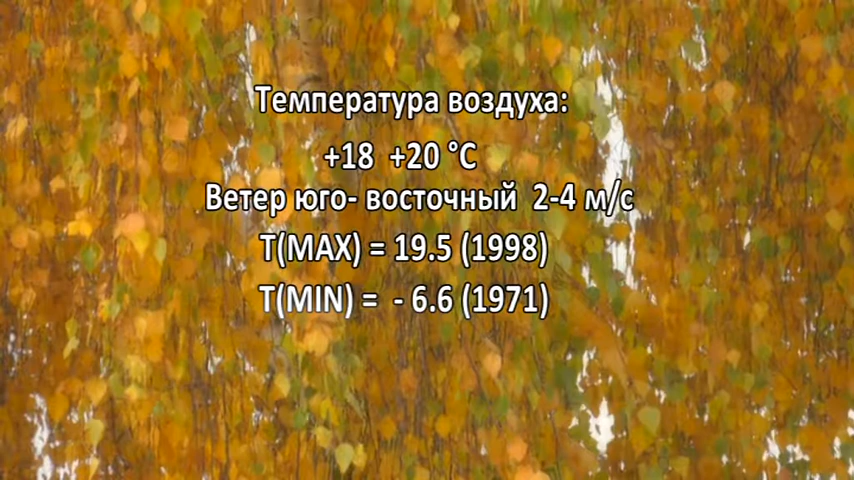 Температура воздуха:
+18 +20 °C
Ветер юго- восточный 2-4 м/с
T(MAX) = 19.5 (1998)
T(MIN) = - 6.6 (1971)